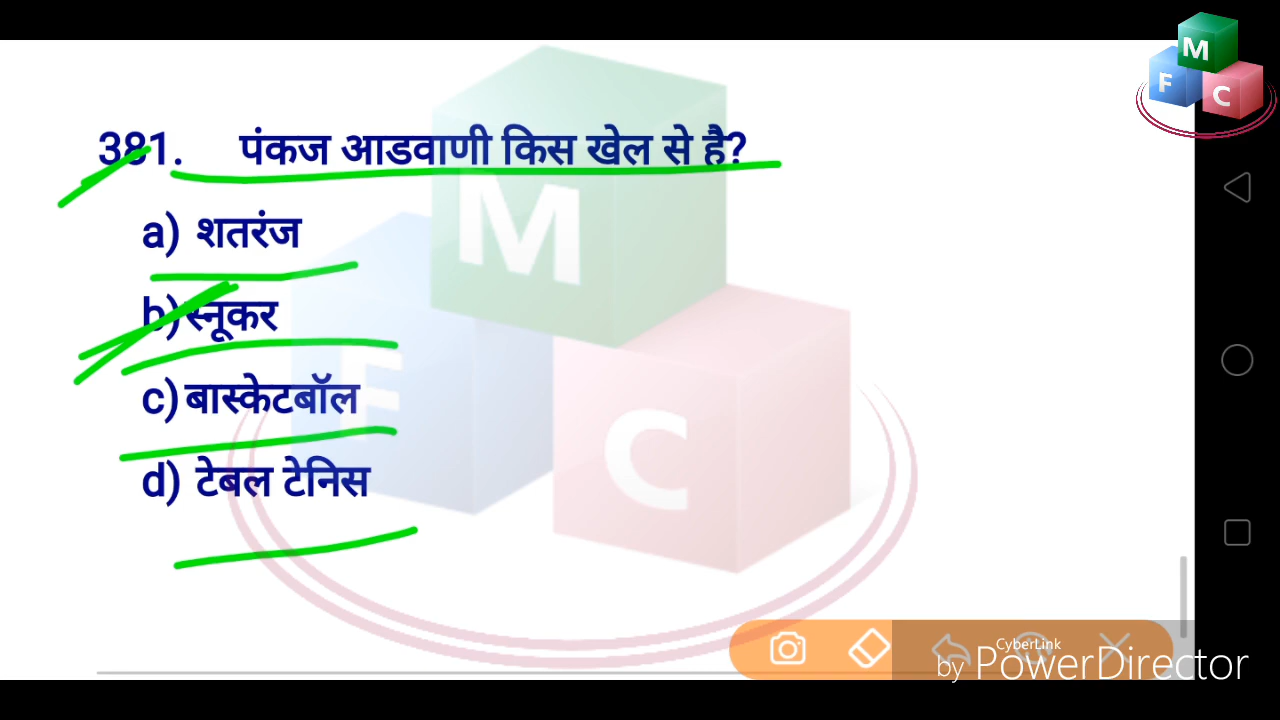 M
F
C
381. पंकज आडवाणी किस खेल से है?
a) शतरंज
b) स्नूकर
c) बास्केटबॉल
d) टेबल टेनिस
M
F
C
CyberLink
by PowerDirector